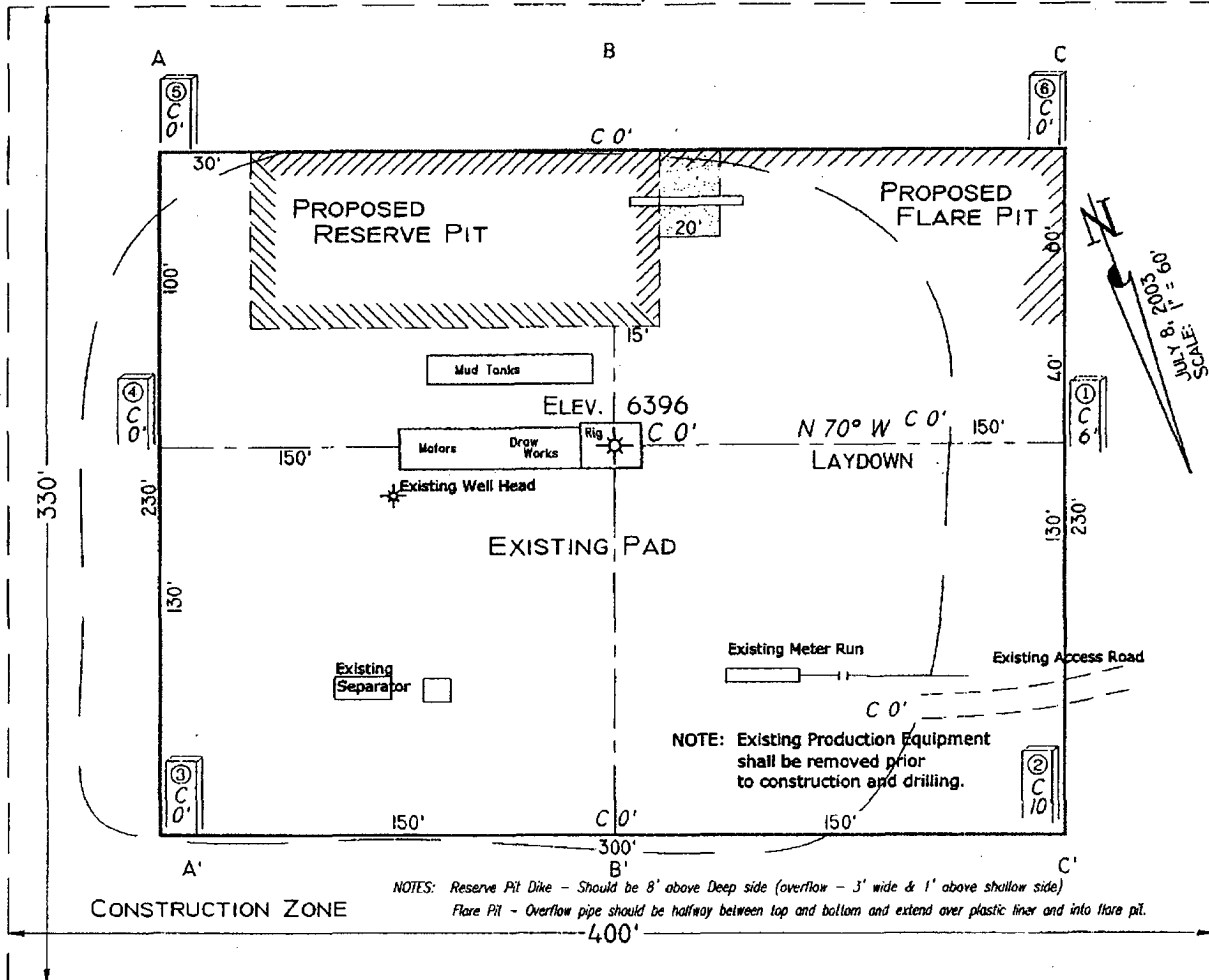 A
B
C
⑤
C
0'
⑥
C
0'
C 0'
30'
PROPOSED
RESERVE PIT
PROPOSED
FLARE PIT
20'
60'
N
JULY 8, 2003
SCALE: 1" = 60'
100'
15'
40'
Mud Tanks
④
C
0'
①
C
6'
ELEV. 6396
Rig
C 0'
N 70° W
C 0'
150'
Motors
Draw
Works
150'
LAYDOWN
Existing Well Head
330'
230'
130'
230'
EXISTING PAD
130'
Existing
Separator
Existing Meter Run
Existing Access Road
C 0'
NOTE: Existing Production Equipment
shall be removed prior
to construction and drilling.
③
C
0'
②
C
10'
150'
C 0'
150'
300'
A'
B'
C'
NOTES: Reserve Pit Dike - Should be 8' above Deep side (overflow - 3' wide & 1' above shallow side)
Flare Pit - Overflow pipe should be halfway between top and bottom and extend over plastic liner and into flare pit.
CONSTRUCTION ZONE
400'